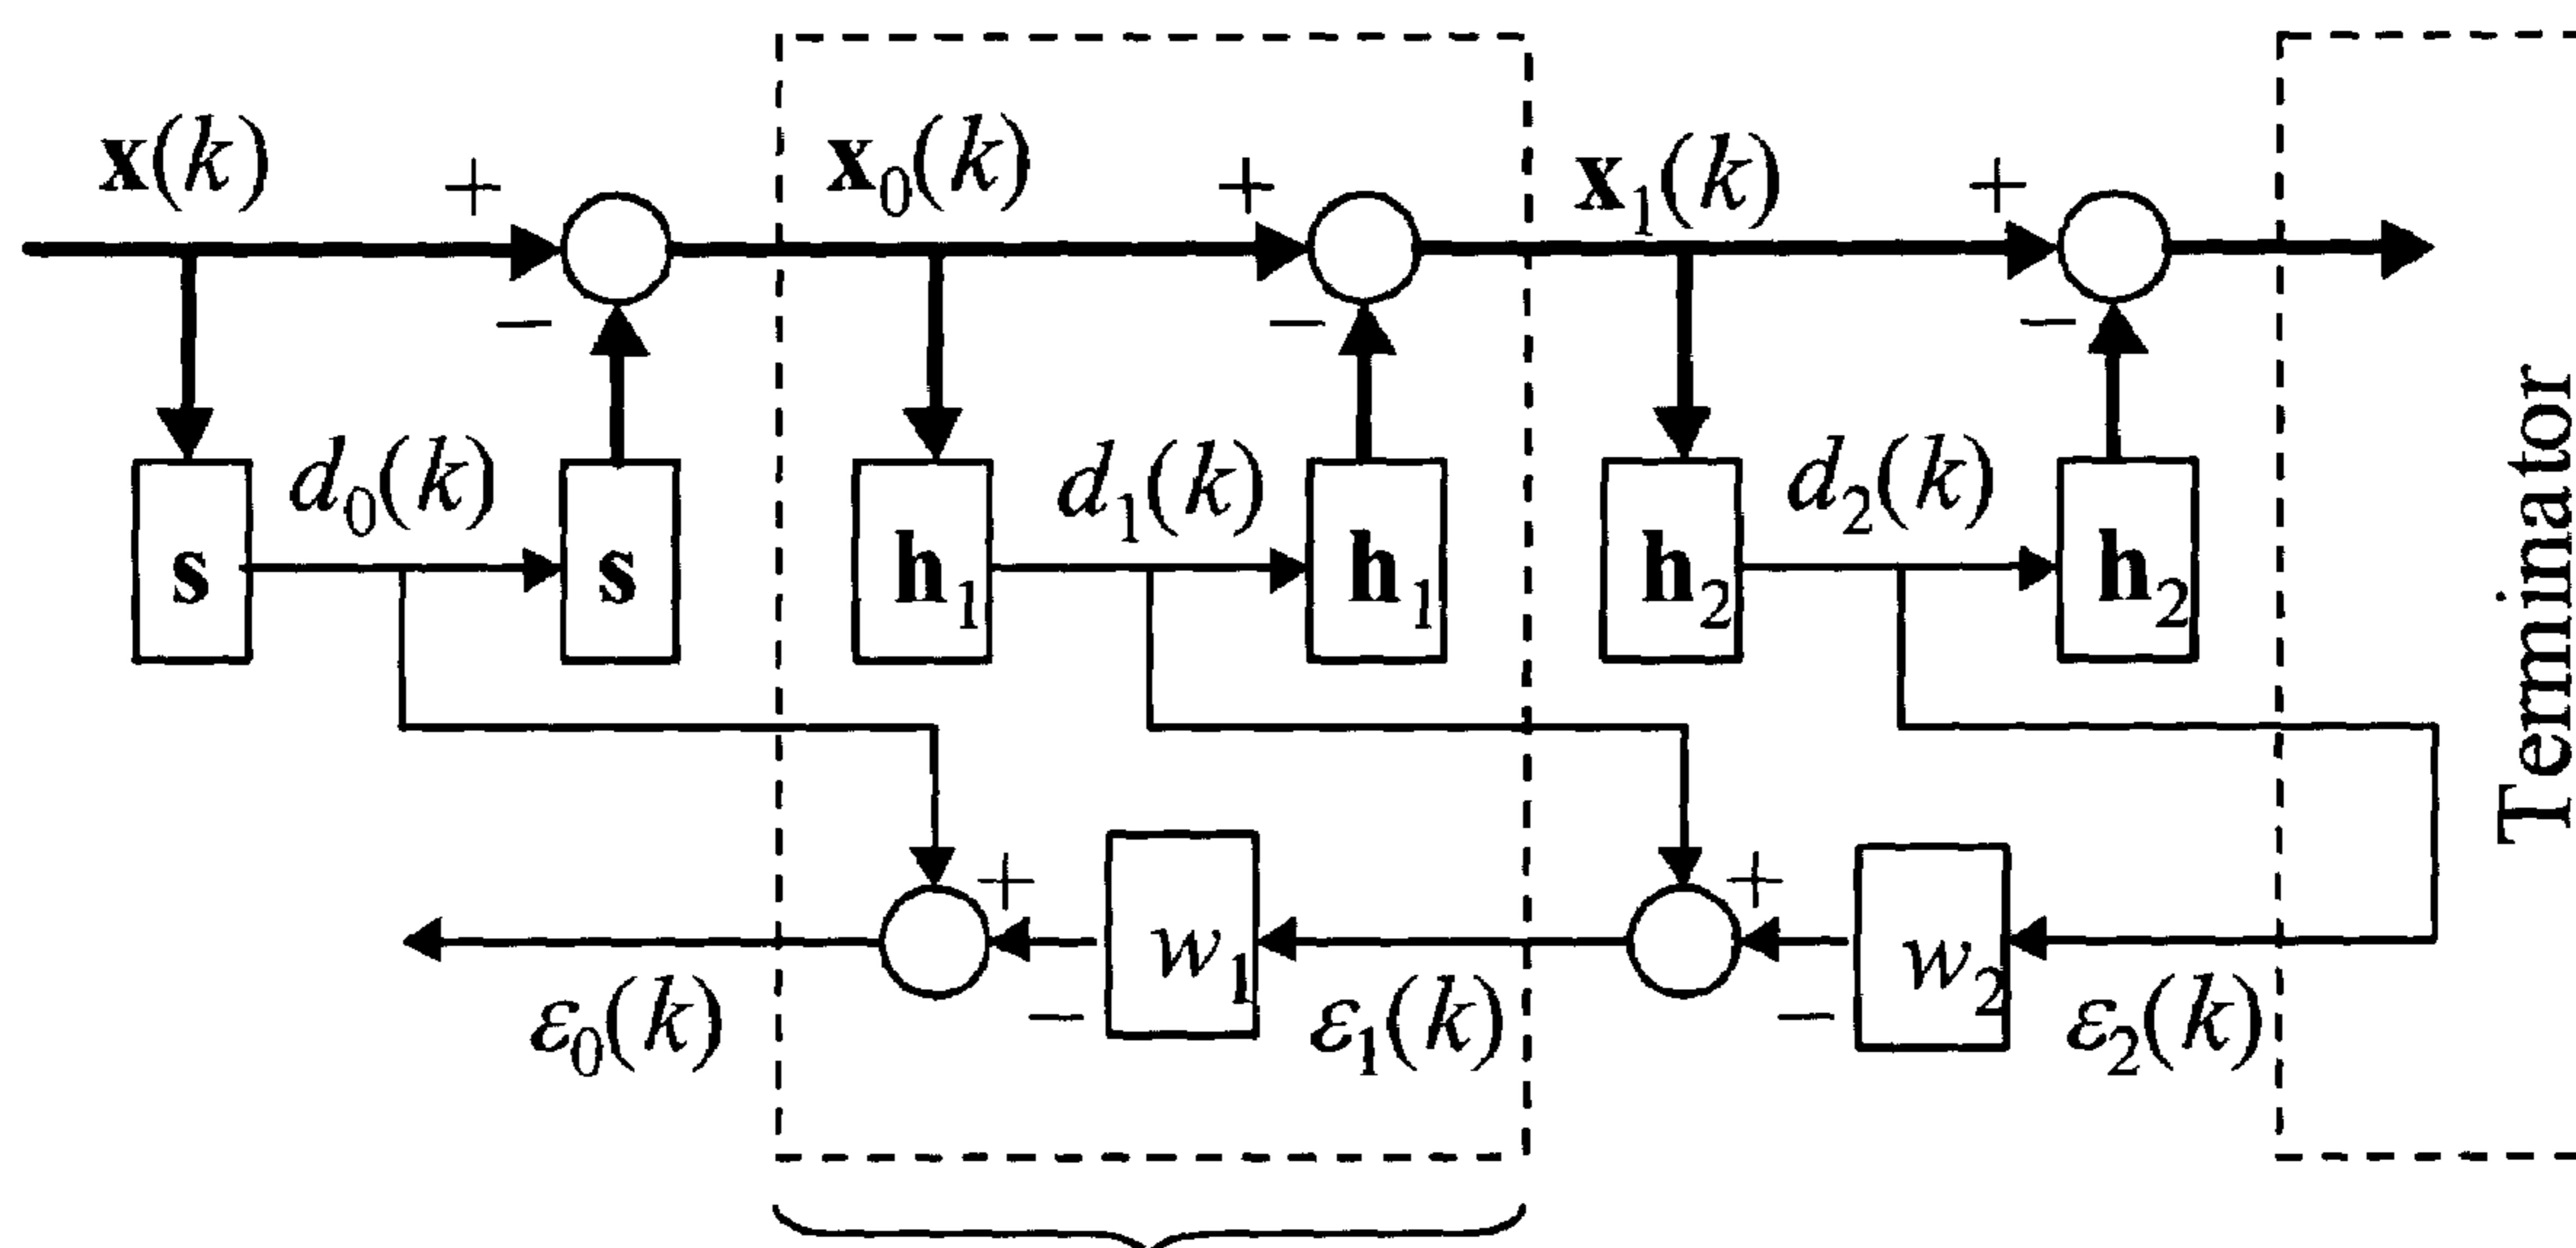 x(k)
+
x₀(k)
+
x₁(k)
+
−
−
−
s
d₀(k)
s
h₁
d₁(k)
h₁
h₂
d₂(k)
h₂
Terminator
+
+
w₁
w₂
−
−
ε₀(k)
ε₁(k)
ε₂(k)